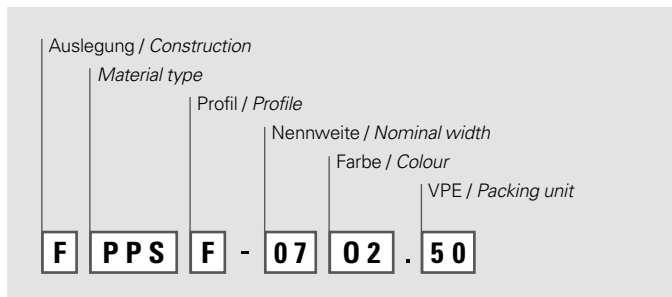 Auslegung / Construction
Material type
Profil / Profile
Nennweite / Nominal width
Farbe / Colour
VPE / Packing unit
F PPS F - 07 02 . 50